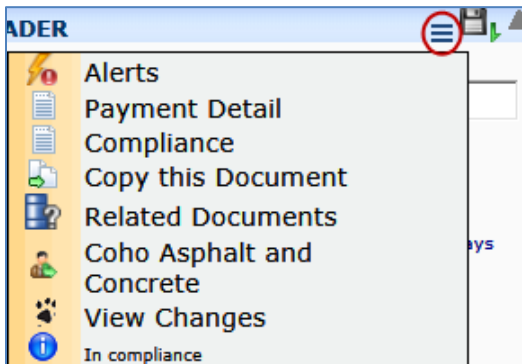 ADER
Alerts
Payment Detail
Compliance
Copy this Document
Related Documents
ays
Coho Asphalt and
Concrete
View Changes
In compliance